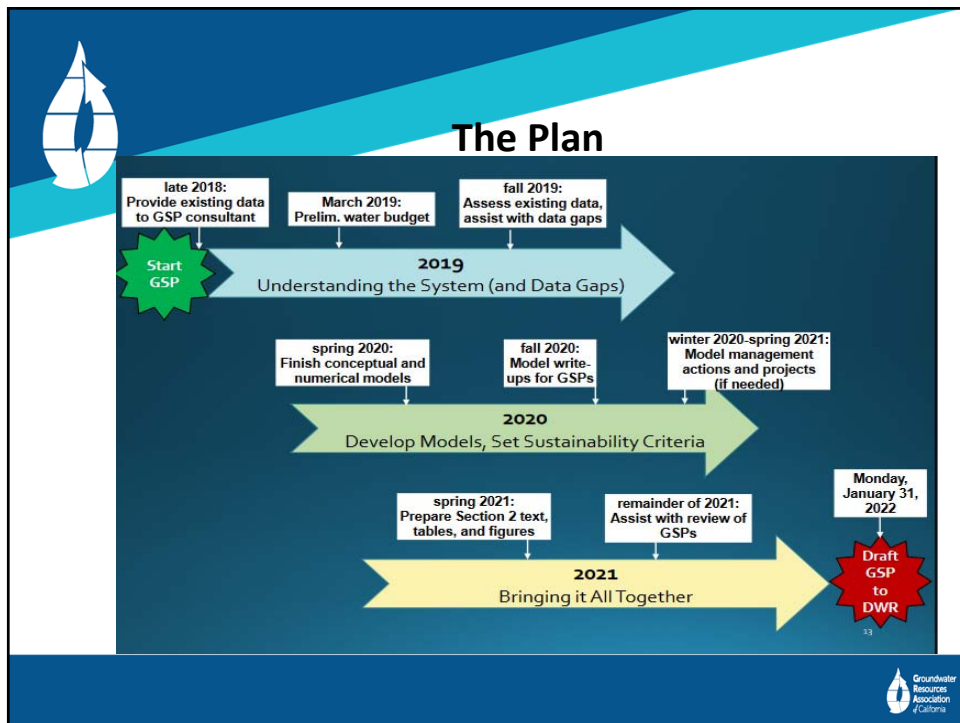 The Plan
late 2018:
Provide existing data
to GSP consultant
March 2019:
Prelim. water budget
fall 2019:
Assess existing data,
assist with data gaps
Start
GSP
2019
Understanding the System (and Data Gaps)
spring 2020:
Finish conceptual and
numerical models
fall 2020:
Model write-
ups for GSPs
winter 2020-spring 2021:
Model management
actions and projects
(if needed)
2020
Develop Models, Set Sustainability Criteria
spring 2021:
Prepare Section 2 text,
tables, and figures
remainder of 2021:
Assist with review of
GSPs
Monday,
January 31,
2022
2021
Bringing it All Together
Draft
GSP
to
DWR
13
Groundwater
Resources
Association
of California